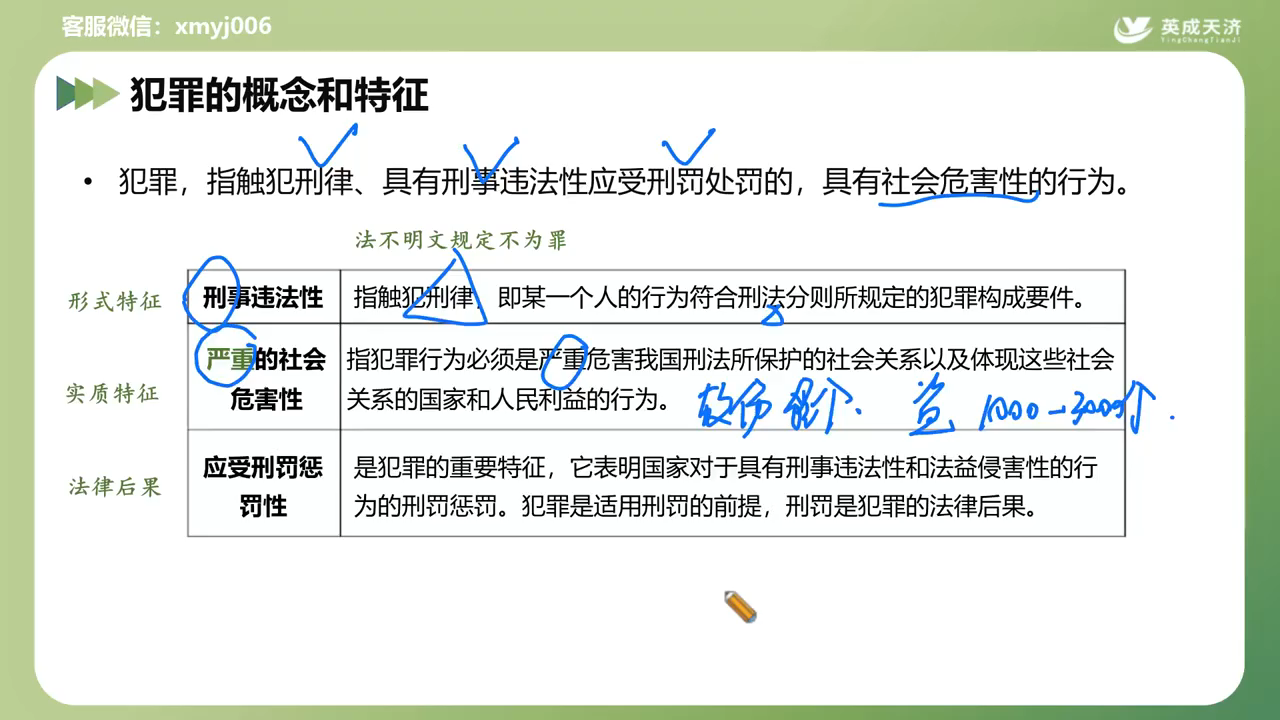 客服微信：xmyj006
英成天济
YingChengTianJi
犯罪的概念和特征
• 犯罪，指触犯刑律、具有刑事违法性应受刑罚处罚的，具有社会危害性的行为。
法不明文规定不为罪
形式特征
刑事违法性
指触犯刑律，即某一个人的行为符合刑法分则所规定的犯罪构成要件。
实质特征
严重的社会
危害性
指犯罪行为必须是严重危害我国刑法所保护的社会关系以及体现这些社会
关系的国家和人民利益的行为。
1000-3000个.
法律后果
应受刑罚惩
罚性
是犯罪的重要特征，它表明国家对于具有刑事违法性和法益侵害性的行
为的刑罚惩罚。犯罪是适用刑罚的前提，刑罚是犯罪的法律后果。